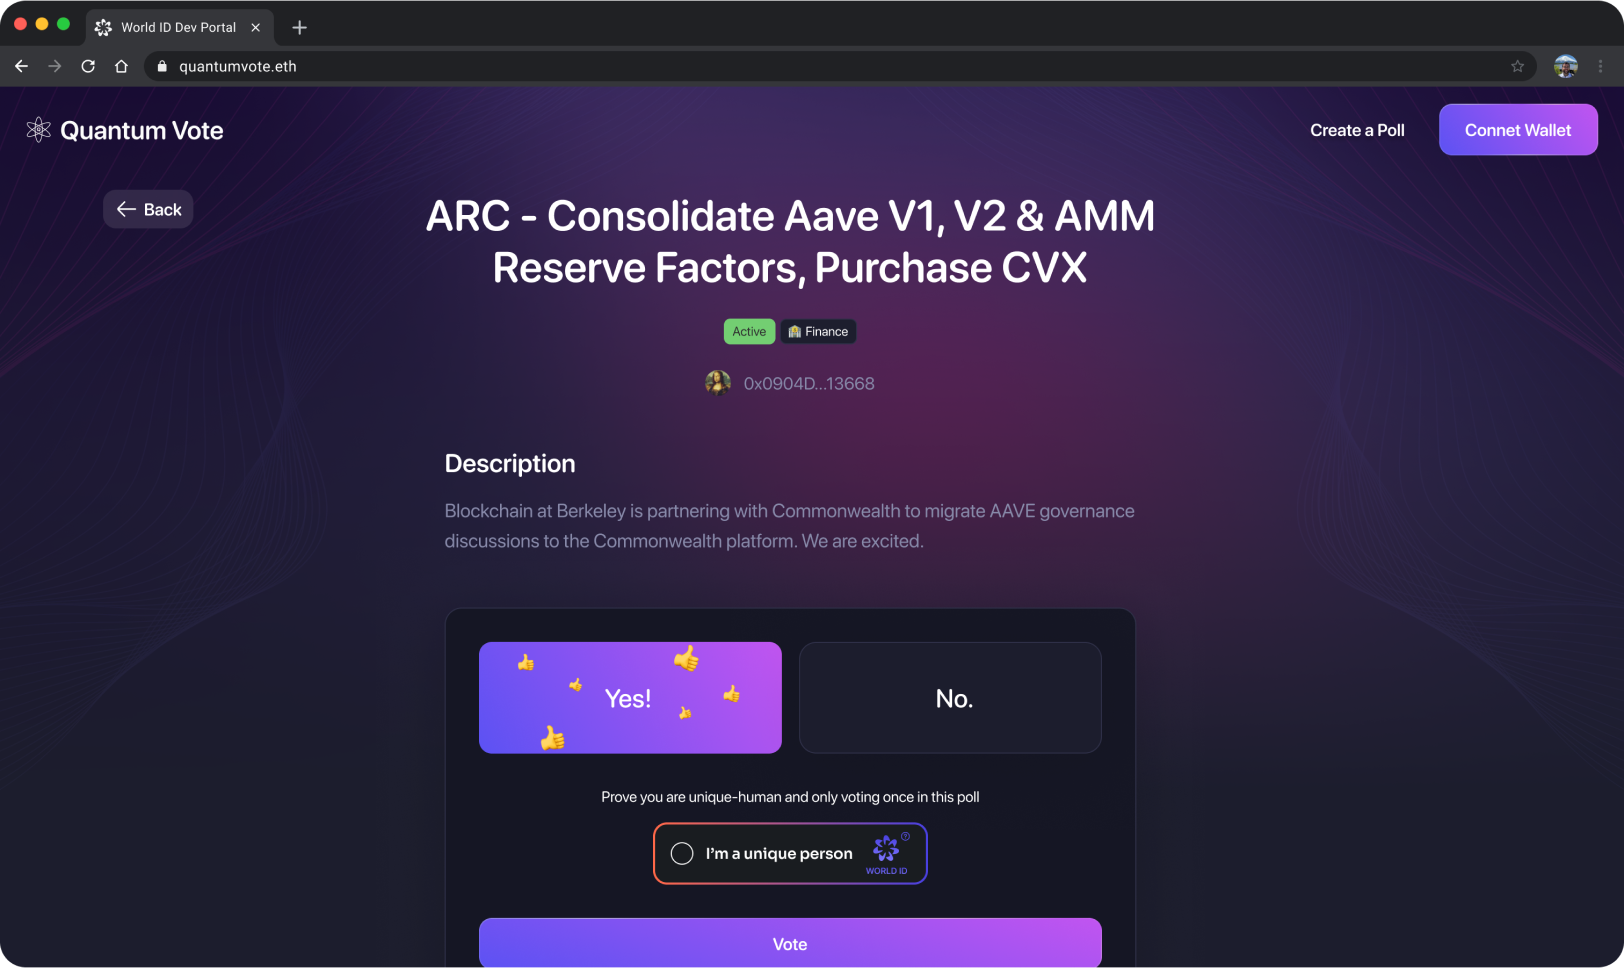 World ID Dev Portal
quantumvote.eth
Quantum Vote
Create a Poll
Connet Wallet
Back
ARC - Consolidate Aave V1, V2 & AMM
Reserve Factors, Purchase CVX
Active
Finance
0x0904D...13668
Description
Blockchain at Berkeley is partnering with Commonwealth to migrate AAVE governance
discussions to the Commonwealth platform. We are excited.
Yes!
No.
Prove you are unique-human and only voting once in this poll
I'm a unique person
?
WORLD ID
Vote